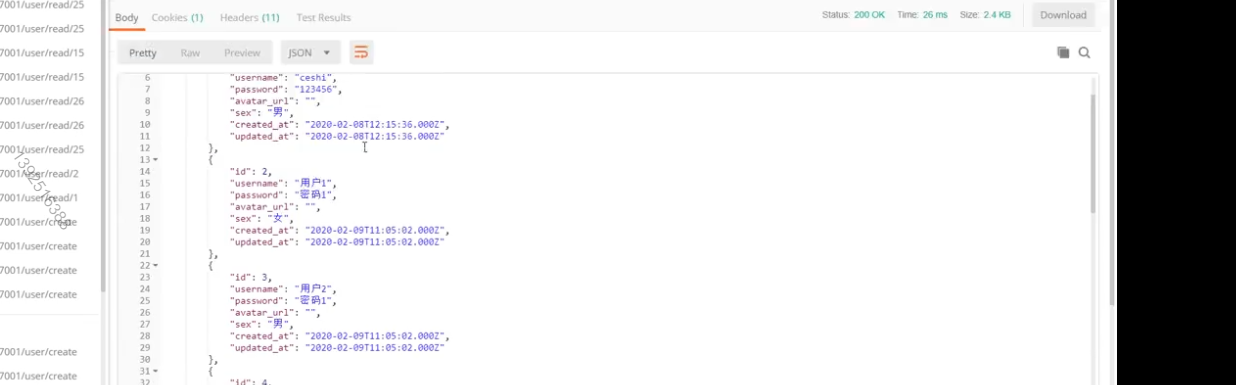 7001/user/read/25
7001/user/read/25
7001/user/read/15
7001/user/read/15
7001/user/read/26
7001/user/read/26
7001/user/read/25
7001/user/read/2
7001/user/read/1
7001/user/create
7001/user/create
7001/user/create
7001/user/create
7001/user/create
7001/user/create
Body Cookies (1) Headers (11) Test Results
Status: 200 OK Time: 26 ms Size: 2.4 KB Download
Pretty Raw Preview JSON
6 "username": "ceshi",
7 "password": "123456",
8 "avatar_url": "",
9 "sex": "男",
10 "created_at": "2020-02-08T12:15:36.000Z",
11 "updated_at": "2020-02-08T12:15:36.000Z"
12 },
13 {
14 "id": 2,
15 "username": "用户1",
16 "password": "密码1",
17 "avatar_url": "",
18 "sex": "女",
19 "created_at": "2020-02-09T11:05:02.000Z",
20 "updated_at": "2020-02-09T11:05:02.000Z"
21 },
22 {
23 "id": 3,
24 "username": "用户2",
25 "password": "密码1",
26 "avatar_url": "",
27 "sex": "男",
28 "created_at": "2020-02-09T11:05:02.000Z",
29 "updated_at": "2020-02-09T11:05:02.000Z"
30 },
31 {
32 "id": 4,